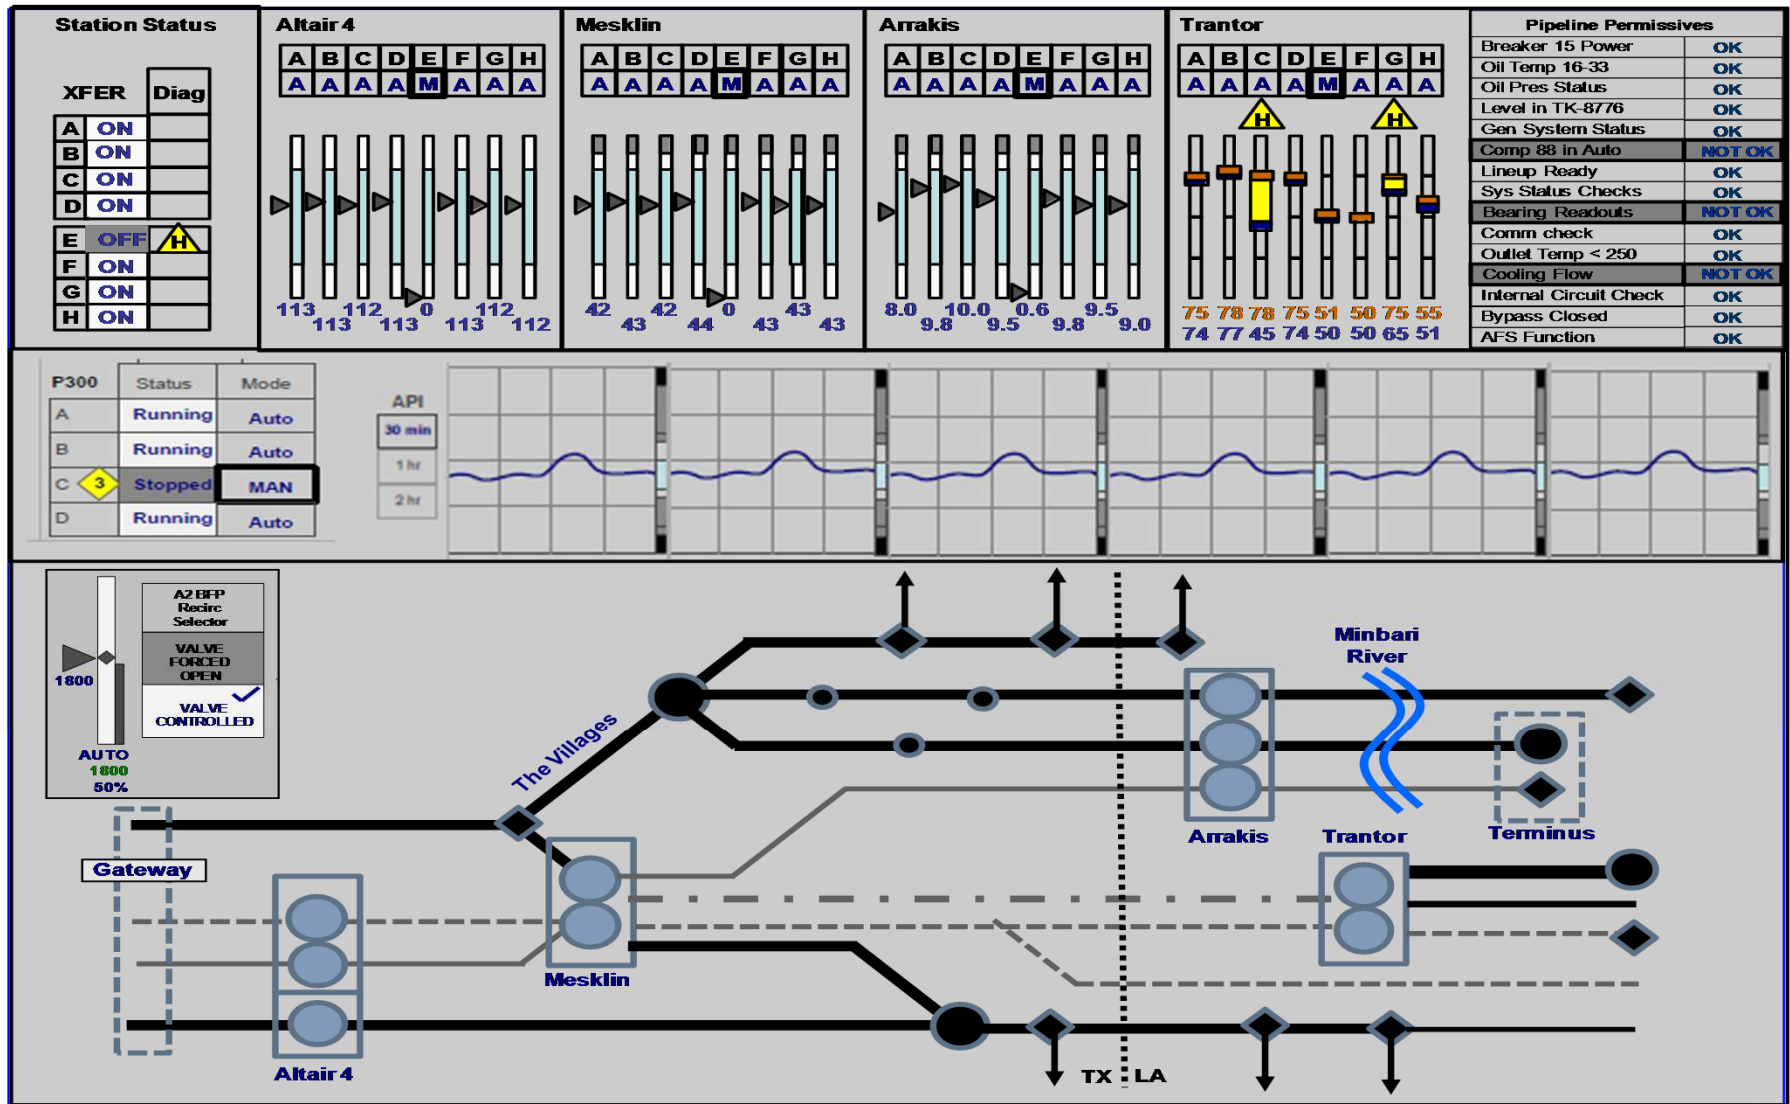 Station Status
XFER Diag
A ON
B ON
C ON
D ON
E OFF H
F ON
G ON
H ON
Altair 4
A B C D E F G H
A A A A M A A A
113 112 0 112
113 113 113 112
Mesklin
A B C D E F G H
A A A A M A A A
42 42 0 43
43 44 43 43
Arrakis
A B C D E F G H
A A A A M A A A
8.0 10.0 0.6 9.5
9.8 9.5 9.8 9.0
Trantor
A B C D E F G H
A A A A M A A A
H H
75 78 78 75 51 50 75 55
74 77 45 74 50 50 65 51
Pipeline Permissives
Breaker 15 Power OK
Oil Temp 16-33 OK
Oil Pres Status OK
Level in TK-8776 OK
Gen System Status OK
Comp 88 in Auto NOT OK
Lineup Ready OK
Sys Status Checks OK
Bearing Readouts NOT OK
Comm check OK
Outlet Temp < 250 OK
Cooling Flow NOT OK
Internal Circuit Check OK
Bypass Closed OK
AFS Function OK
P300 Status Mode
A Running Auto
B Running Auto
C 3 Stopped MAN
D Running Auto
API
30 min
1 hr
2 hr
A2 BFP
Recirc
Selector
VALVE
FORCED
OPEN
VALVE
CONTROLLED
1800
AUTO
1800
50%
The Villages
Minbari
River
Arrakis
Trantor
Terminus
Gateway
Mesklin
Altair 4
TX LA